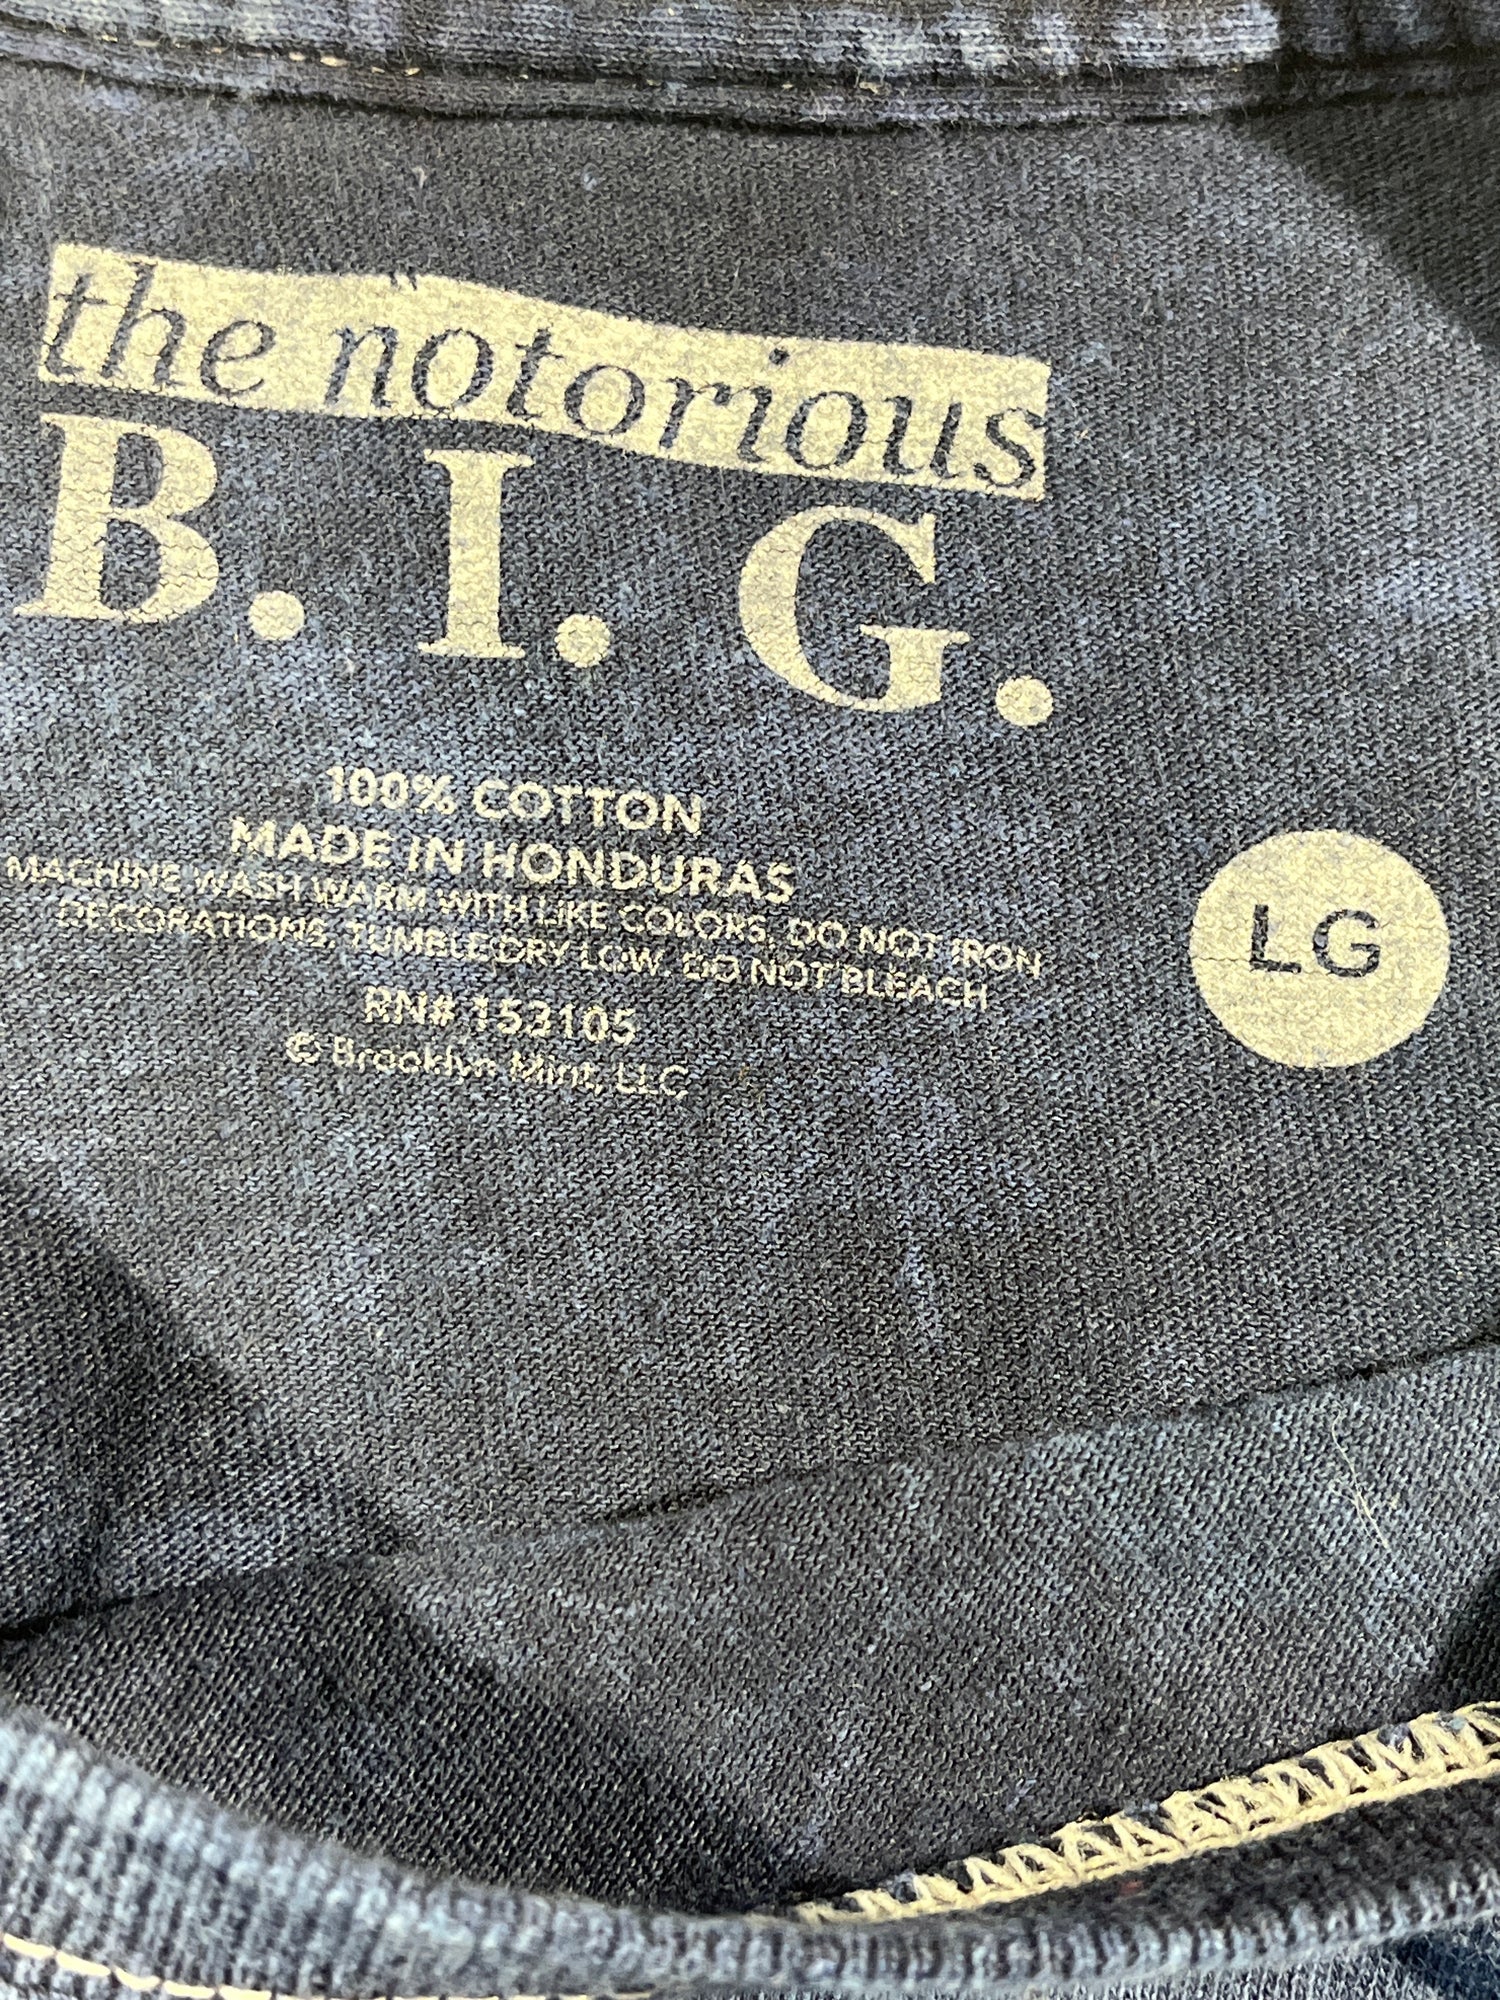 the notorious
B. I. G.
100% COTTON
MADE IN HONDURAS
MACHINE WASH WARM WITH LIKE COLORS. DO NOT IRON
DECORATIONS. TUMBLE DRY LOW. DO NOT BLEACH
RN# 153105
© Brooklyn Mint, LLC
LG